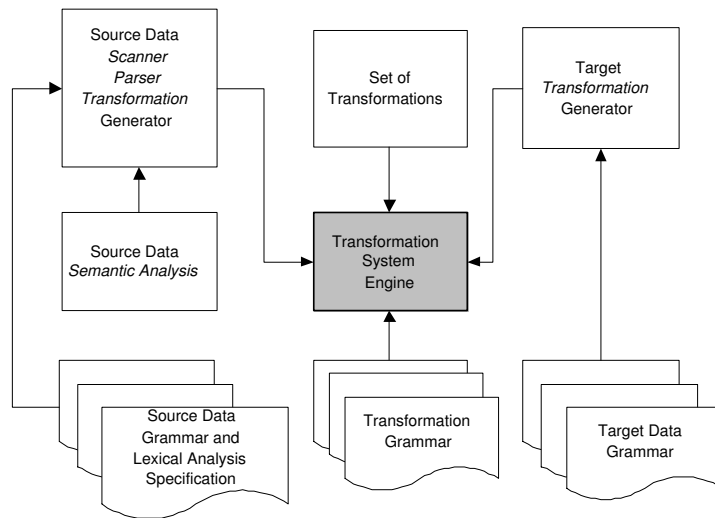 Source Data
Scanner
Parser
Transformation
Generator
Set of
Transformations
Target
Transformation
Generator
Source Data
Semantic Analysis
Transformation
System
Engine
Source Data
Grammar and
Lexical Analysis
Specification
Transformation
Grammar
Target Data
Grammar